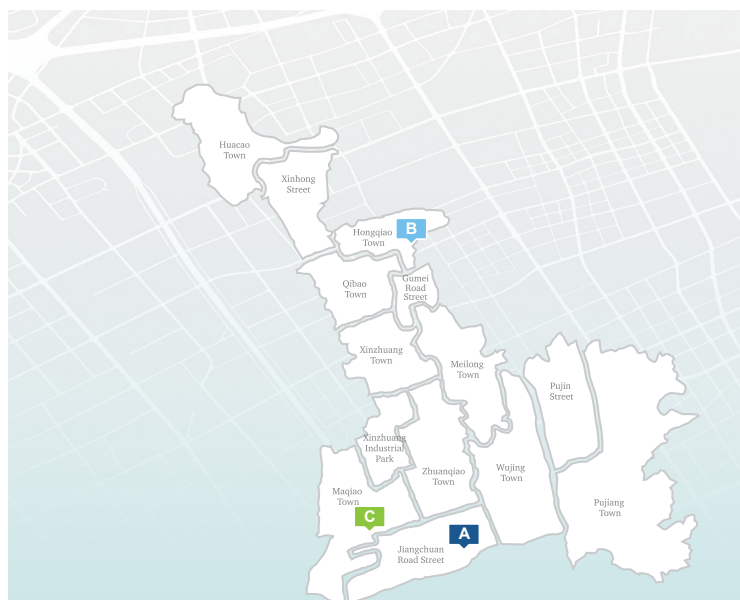 Huacao
Town
Xinhong
Street
B
Hongqiao
Town
Qibao
Town
Gumei
Road
Street
Xinzhuang
Town
Meilong
Town
Pujin
Street
Xinzhuang
Industrial
Park
Zhuanqiao
Town
Wujing
Town
Maqiao
Town
C
Pujiang
Town
A
Jiangchuan
Road Street